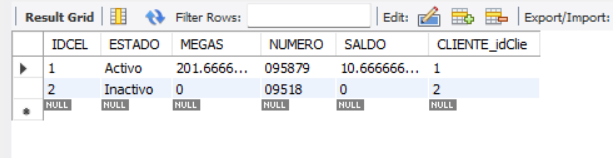 Result Grid Filter Rows: Edit: Export/Import:
IDCEL ESTADO MEGAS NUMERO SALDO CLIENTE_idClie
1 Activo 201.6666... 095879 10.666666... 1
2 Inactivo 0 09518 0 2
NULL NULL NULL NULL NULL NULL